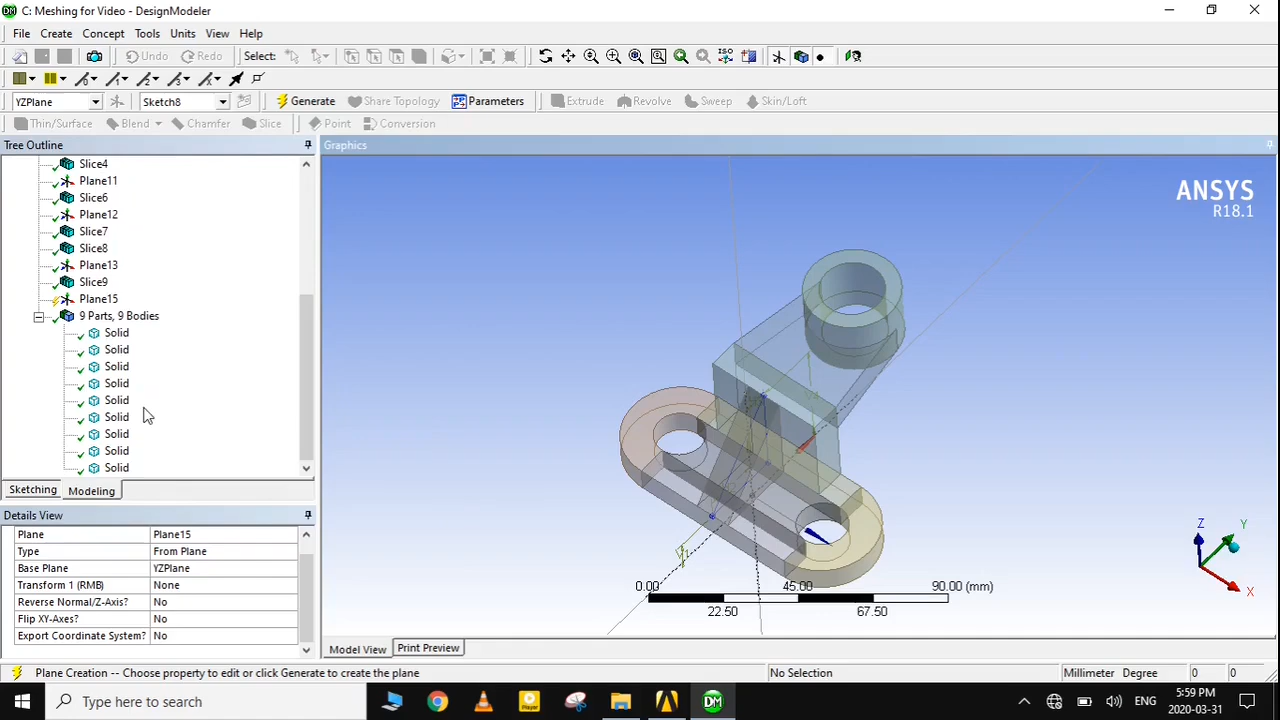 C: Meshing for Video - DesignModeler
File Create Concept Tools Units View Help
Undo Redo Select: ISO
YZPlane Sketch8 Generate Share Topology Parameters Extrude Revolve Sweep Skin/Loft
Thin/Surface Blend Chamfer Slice Point Conversion
Tree Outline
Slice4
Plane11
Slice6
Plane12
Slice7
Slice8
Plane13
Slice9
Plane15
9 Parts, 9 Bodies
Solid
Solid
Solid
Solid
Solid
Solid
Solid
Solid
Solid
Sketching Modeling
Details View
Plane Plane15
Type From Plane
Base Plane YZPlane
Transform 1 (RMB) None
Reverse Normal/Z-Axis? No
Flip XY-Axes? No
Export Coordinate System? No
Graphics
ANSYS
R18.1
0.00 45.00 90.00 (mm)
22.50 67.50
Z
Y
X
Model View Print Preview
Plane Creation -- Choose property to edit or click Generate to create the plane No Selection Millimeter Degree 0 0
DM
Type here to search
Player
ENG
5:59 PM
2020-03-31